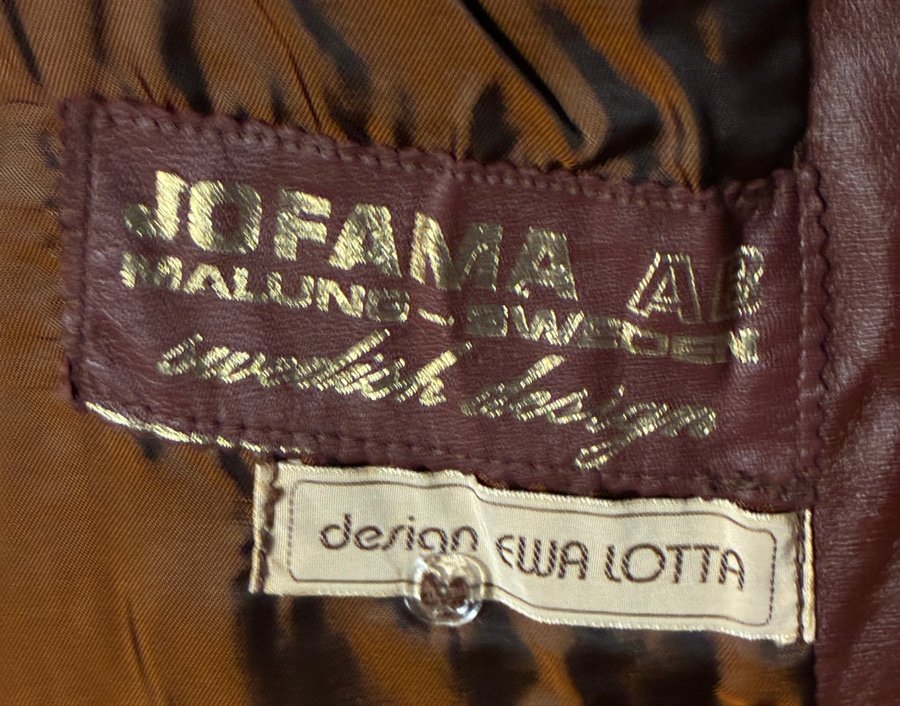 JOFAMA AB
MALUNG - SWEDEN
swedish design
design EWA LOTTA